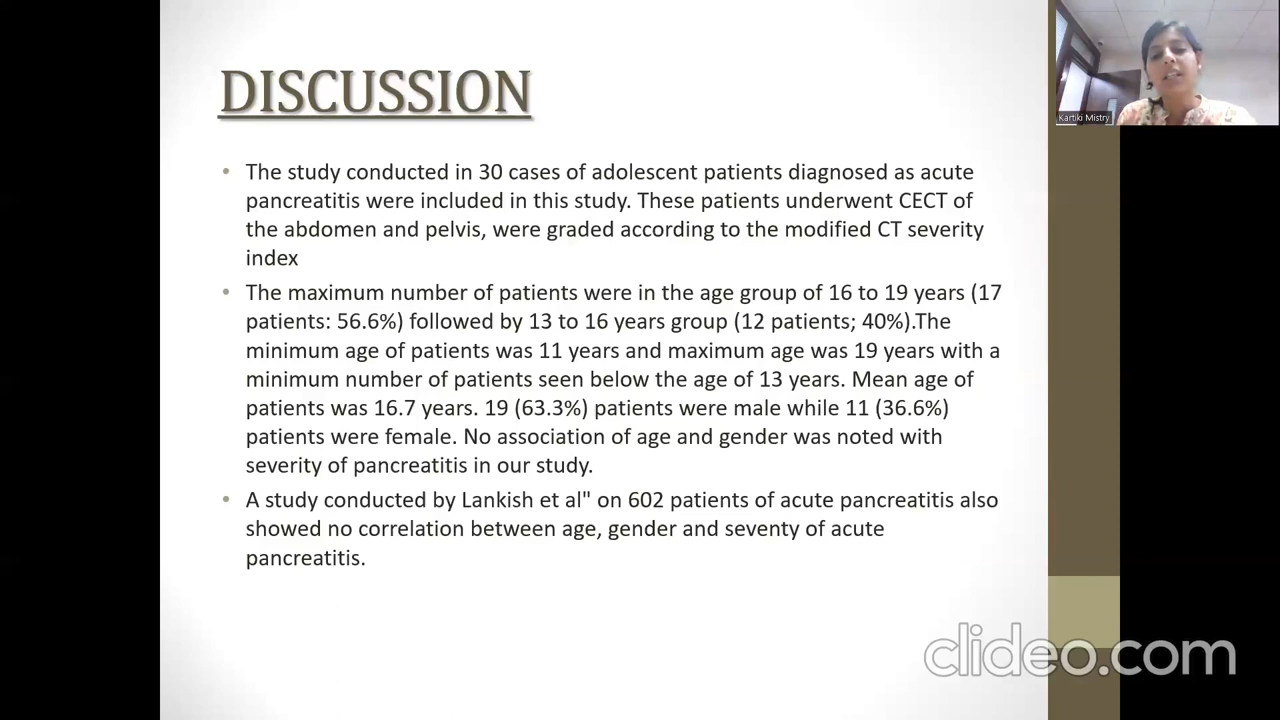 DISCUSSION
• The study conducted in 30 cases of adolescent patients diagnosed as acute
pancreatitis were included in this study. These patients underwent CECT of
the abdomen and pelvis, were graded according to the modified CT severity
index
• The maximum number of patients were in the age group of 16 to 19 years (17
patients: 56.6%) followed by 13 to 16 years group (12 patients; 40%).The
minimum age of patients was 11 years and maximum age was 19 years with a
minimum number of patients seen below the age of 13 years. Mean age of
patients was 16.7 years. 19 (63.3%) patients were male while 11 (36.6%)
patients were female. No association of age and gender was noted with
severity of pancreatitis in our study.
• A study conducted by Lankish et al" on 602 patients of acute pancreatitis also
showed no correlation between age, gender and seventy of acute
pancreatitis.
Kartiki Mistry
clideo.com